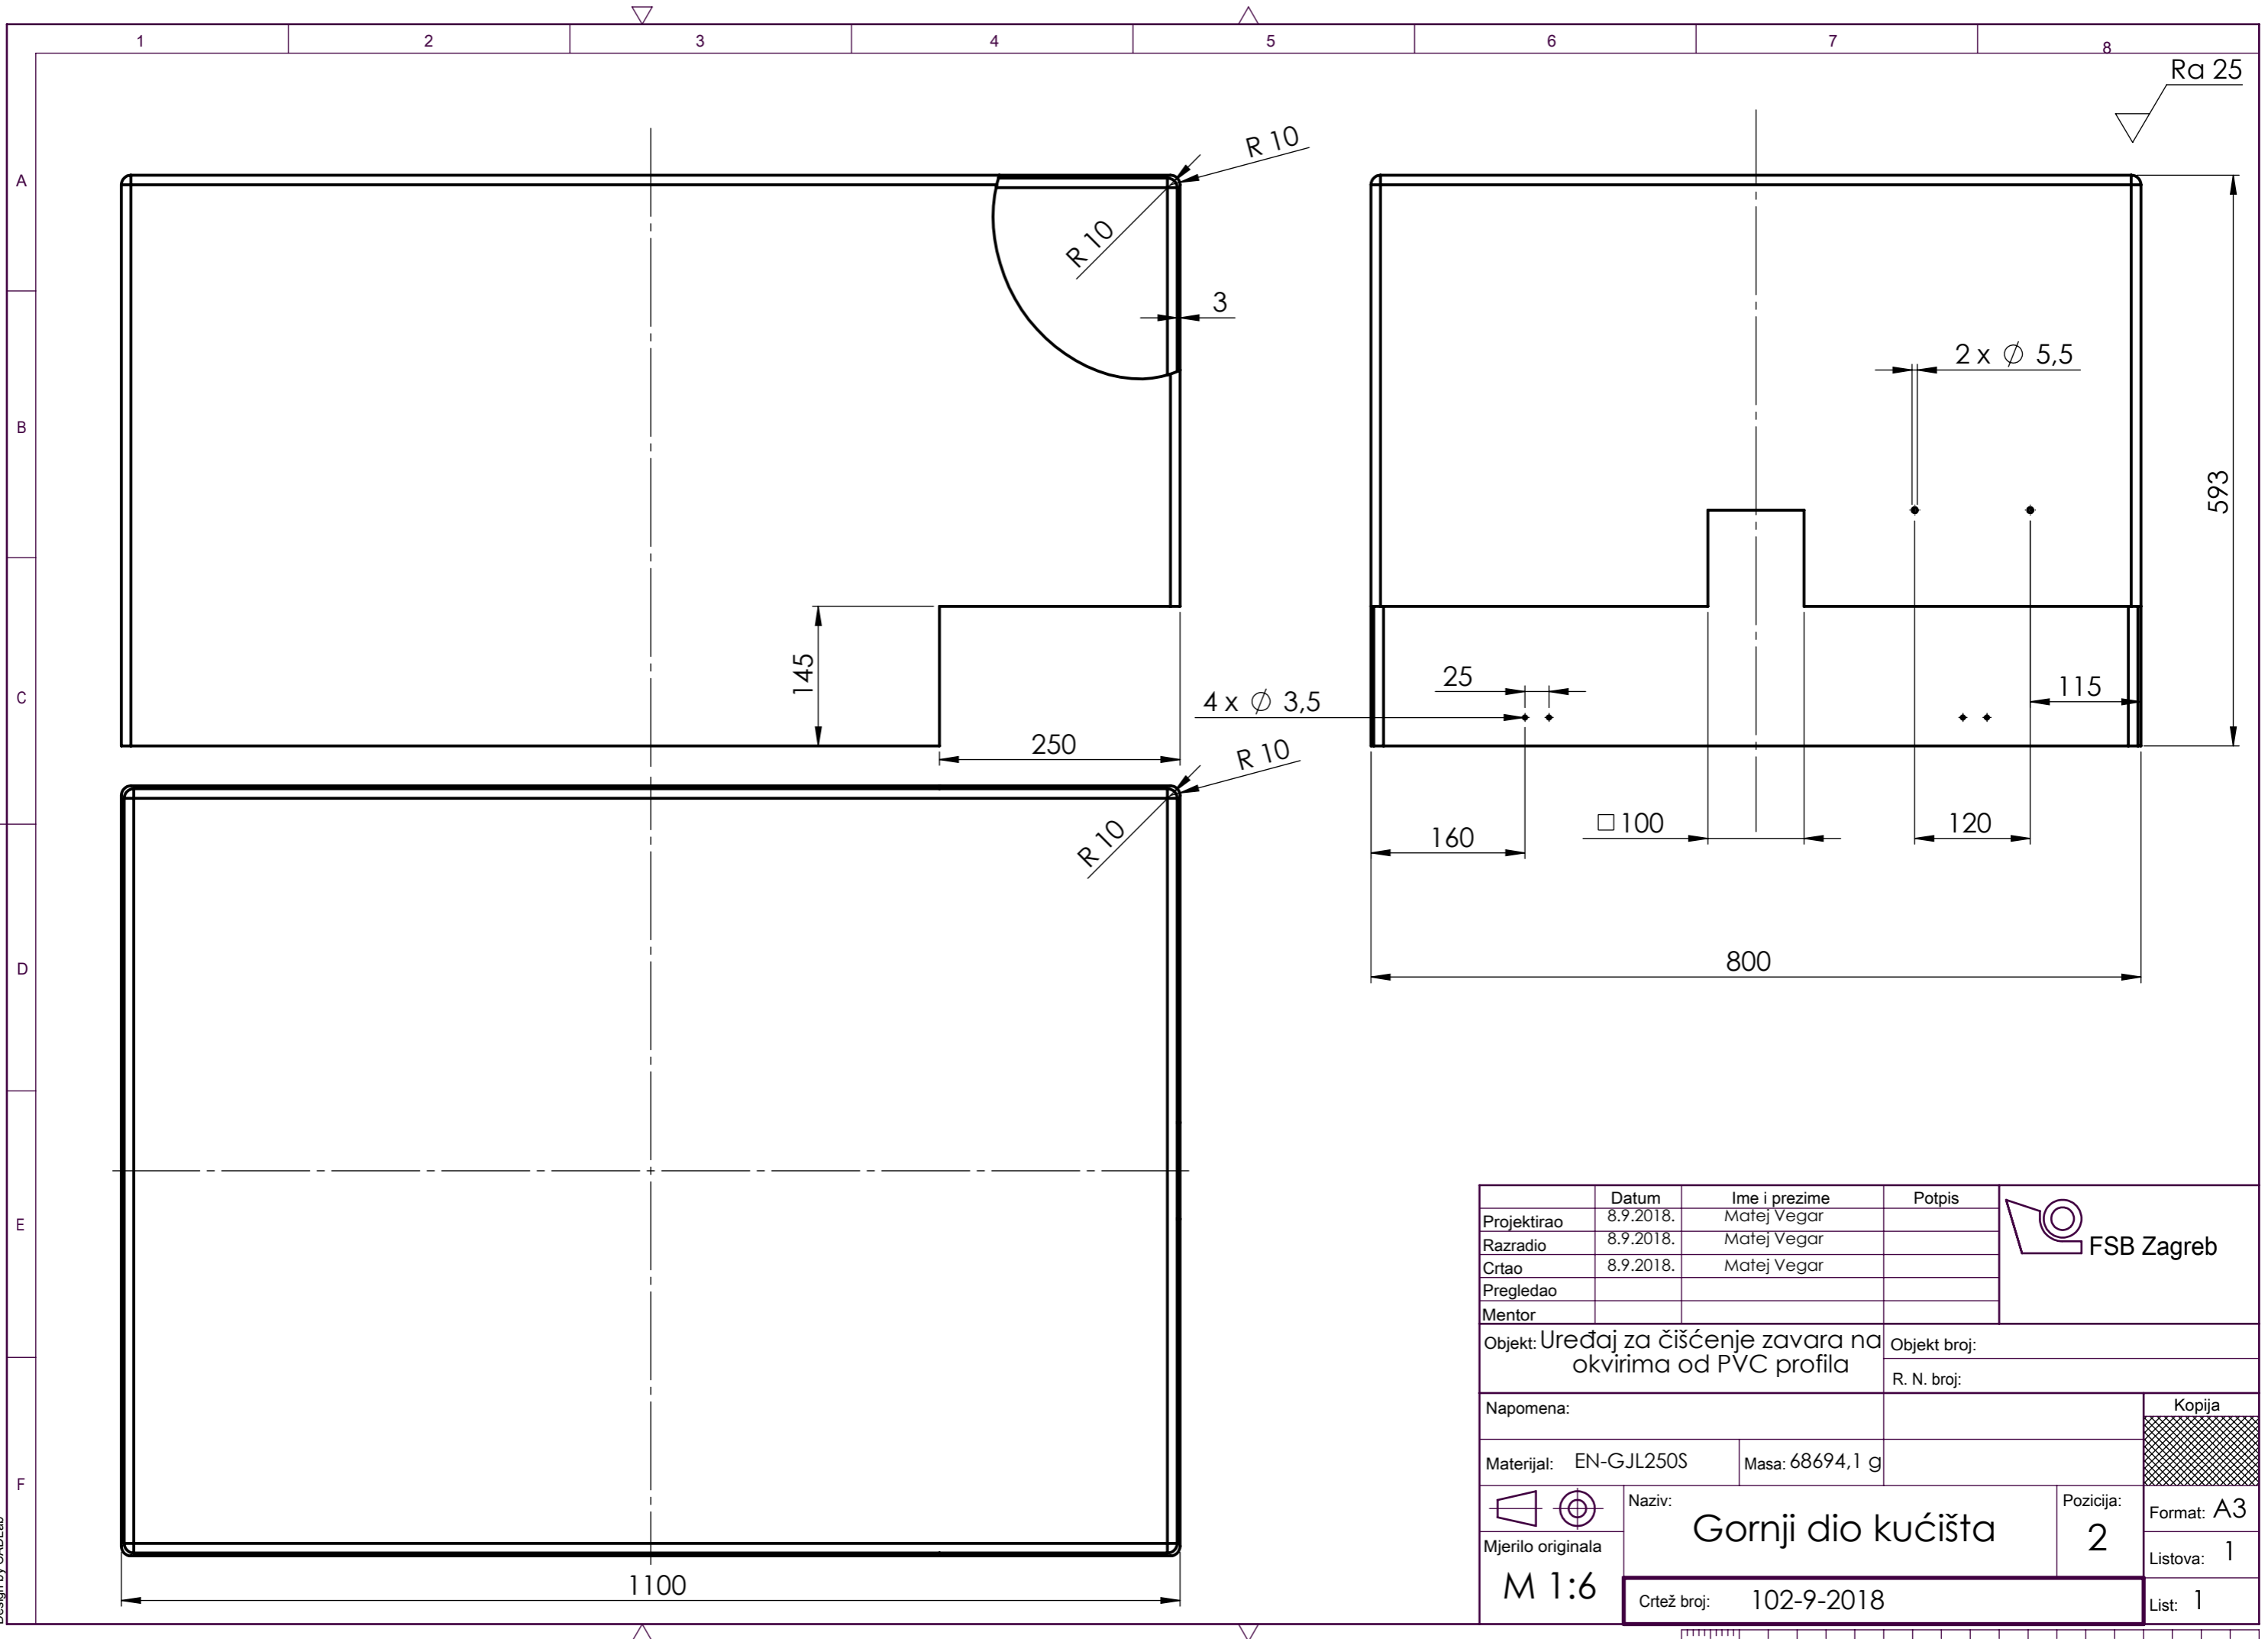 1 2 3 4 5 6 7 8
Ra 25
A
B
C
D
E
F
R 10
R 10
3
145
250
2 x ∅ 5,5
593
25
4 x ∅ 3,5
115
160
□ 100
120
800
R 10
R 10
1100
Datum Ime i prezime Potpis
Projektirao 8.9.2018. Matej Vegar
Razradio 8.9.2018. Matej Vegar
Crtao 8.9.2018. Matej Vegar
Pregledao
Mentor
FSB Zagreb
Objekt: Uređaj za čišćenje zavara na
okvirima od PVC profila
Objekt broj:
R. N. broj:
Napomena:
Kopija
Materijal: EN-GJL250S Masa: 68694,1 g
Naziv:
Gornji dio kućišta
Pozicija:
2
Format: A3
Mjerilo originala
M 1:6
Listova: 1
Crtež broj: 102-9-2018
List: 1
Design by CADLab